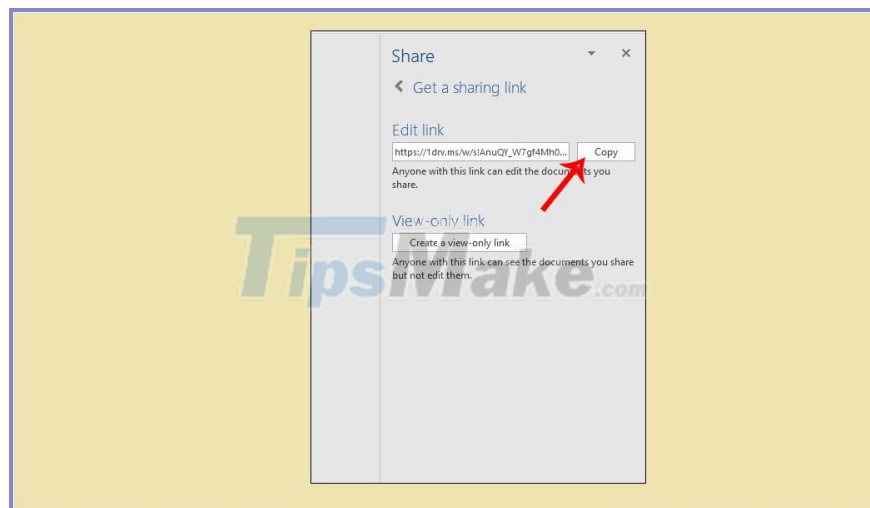 Share
Get a sharing link
Edit link
https://1drv.ms/w/s!AnuQY_W7gf4Mh0... Copy
Anyone with this link can edit the documents you
share.
View-only link
Create a view-only link
Anyone with this link can see the documents you share
but not edit them.
TipsMake.com